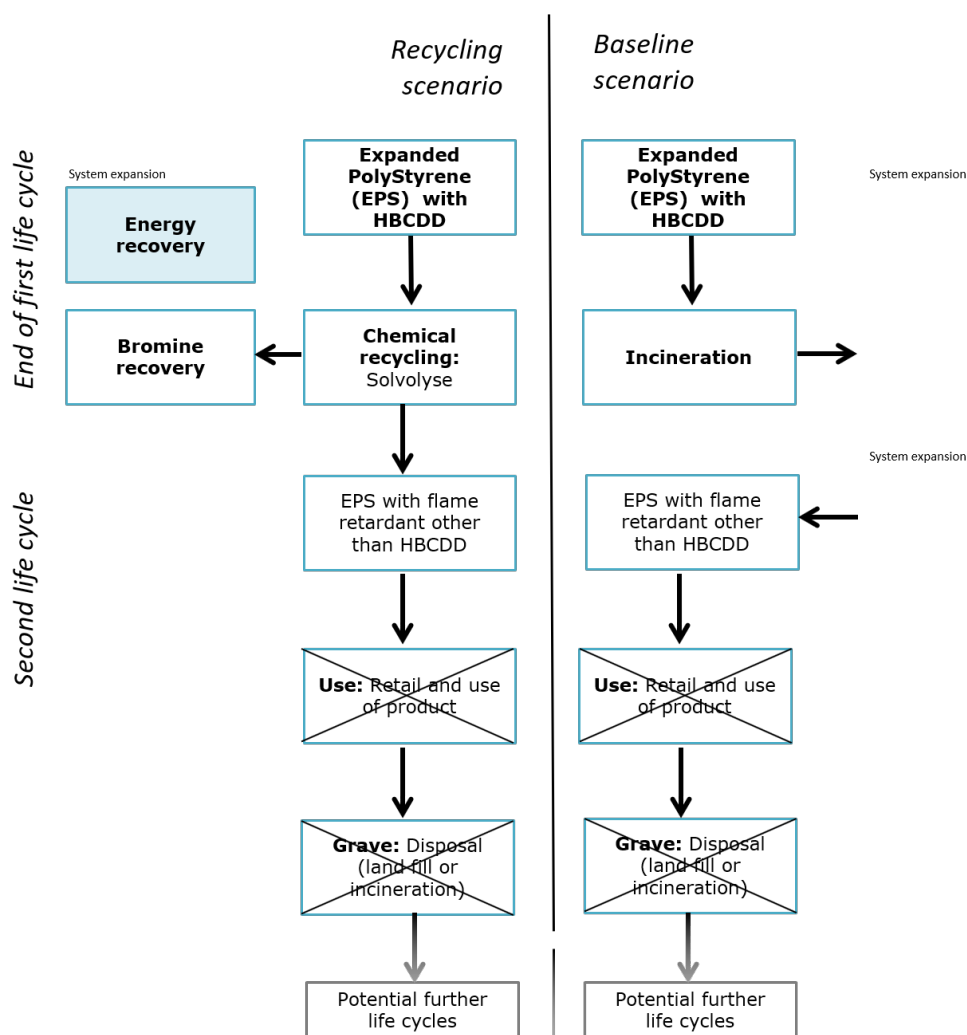 Recycling
scenario
Baseline
scenario
End of first life cycle
System expansion
Energy
recovery
Expanded
PolyStyrene
(EPS) with
HBCDD
Expanded
PolyStyrene
(EPS) with
HBCDD
System expansion
Bromine
recovery
Chemical
recycling:
Solvolyse
Incineration
Second life cycle
System expansion
EPS with flame
retardant other
than HBCDD
EPS with flame
retardant other
than HBCDD
Use: Retail and use
of product
Use: Retail and use
of product
Grave: Disposal
(land fill or
incineration)
Grave: Disposal
(land fill or
incineration)
Potential further
life cycles
Potential further
life cycles